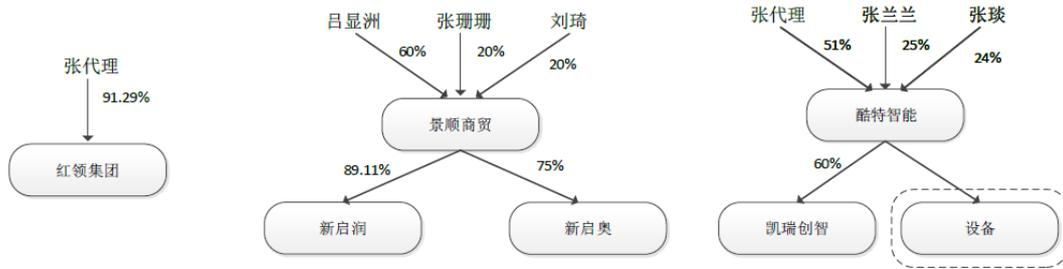 张代理
91.29%
红领集团
吕显洲
张珊珊
刘琦
60%
20%
20%
景顺商贸
89.11%
75%
新启润
新启奥
张代理
张兰兰
张琰
51%
25%
24%
酷特智能
60%
凯瑞创智
设备